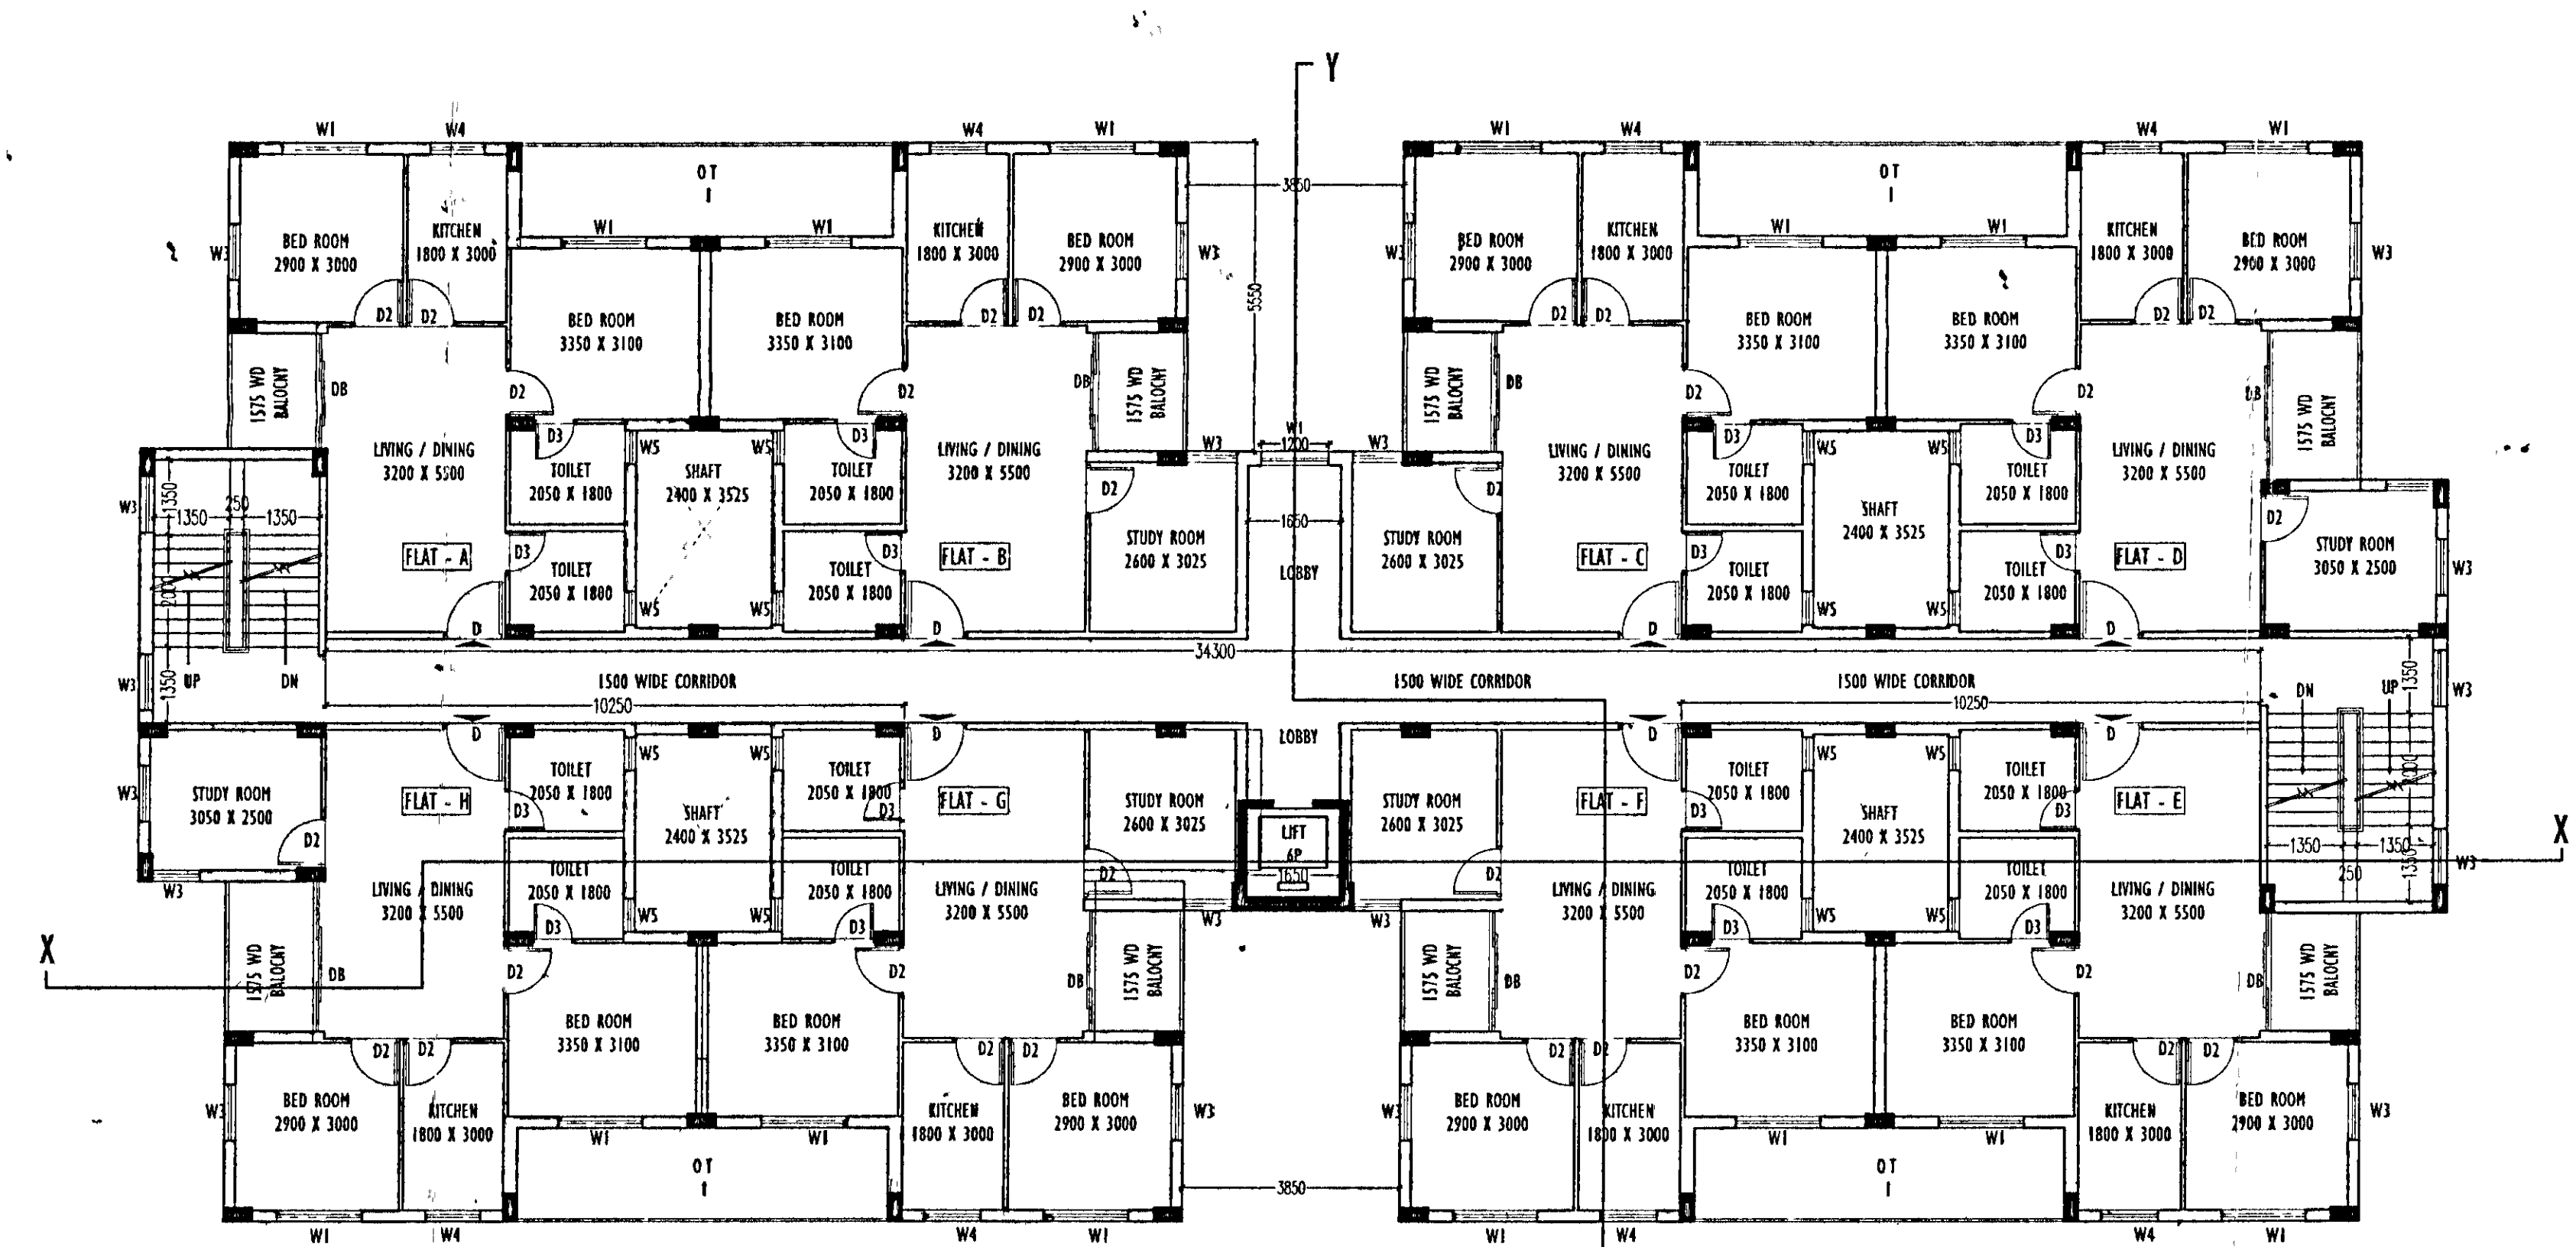 Y
W1
W4
W4
W1
W1
W4
W4
W1
OT
3850
OT
W1
W1
W1
W1
BED ROOM
2900 X 3000
KITCHEN
1800 X 3000
KITCHEN
1800 X 3000
BED ROOM
2900 X 3000
BED ROOM
2900 X 3000
KITCHEN
1800 X 3000
KITCHEN
1800 X 3000
BED ROOM
2900 X 3000
W3
W3
W3
W3
5550
D2
D2
D2
D2
D2
D2
D2
D2
BED ROOM
3350 X 3100
BED ROOM
3350 X 3100
BED ROOM
3350 X 3100
BED ROOM
3350 X 3100
1575 WD
BALOCNY
DB
D2
D2
DB
1575 WD
BALOCNY
1575 WD
BALOCNY
DB
D2
D2
DB
1575 WD
BALOCNY
W1
1200
W3
W3
D3
D3
D3
D3
LIVING / DINING
3200 X 5500
W5
SHAFT
2400 X 3525
W5
LIVING / DINING
3200 X 5500
LIVING / DINING
3200 X 5500
W5
SHAFT
2400 X 3525
W5
LIVING / DINING
3200 X 5500
TOILET
2050 X 1800
TOILET
2050 X 1800
TOILET
2050 X 1800
TOILET
2050 X 1800
W3
1350
250
1350
1350
2000
1350
D2
D2
D2
1650
LOBBY
STUDY ROOM
2600 X 3025
STUDY ROOM
2600 X 3025
STUDY ROOM
3050 X 2500
W3
FLAT - A
FLAT - B
FLAT - C
FLAT - D
D3
D3
D3
D3
TOILET
2050 X 1800
TOILET
2050 X 1800
TOILET
2050 X 1800
TOILET
2050 X 1800
W5
W5
W5
W5
D
D
D
D
34300
W3
UP
DN
1500 WIDE CORRIDOR
1500 WIDE CORRIDOR
1500 WIDE CORRIDOR
DN
UP
1350
W3
10250
10250
D
D
D
D
LOBBY
W5
W5
W5
W5
TOILET
2050 X 1800
TOILET
2050 X 1800
TOILET
2050 X 1800
TOILET
2050 X 1800
W3
STUDY ROOM
3050 X 2500
FLAT - H
FLAT - G
FLAT - F
FLAT - E
D3
D3
D3
D3
SHAFT
2400 X 3525
STUDY ROOM
2600 X 3025
STUDY ROOM
2600 X 3025
SHAFT
2400 X 3525
LIFT
6P
1650
2000
1350
1350
250
1350
X
W3
D2
D2
D2
W3
TOILET
2050 X 1800
TOILET
2050 X 1800
TOILET
2050 X 1800
TOILET
2050 X 1800
LIVING / DINING
3200 X 5500
LIVING / DINING
3200 X 5500
LIVING / DINING
3200 X 5500
LIVING / DINING
3200 X 5500
W5
W5
W5
W5
W3
W3
D3
D3
D3
D3
X
1575 WD
BALOCNY
DB
D2
D2
DB
1575 WD
BALOCNY
1575 WD
BALOCNY
DB
D2
D2
DB
1575 WD
BALOCNY
BED ROOM
3350 X 3100
BED ROOM
3350 X 3100
BED ROOM
3350 X 3100
BED ROOM
3350 X 3100
D2
D2
D2
D2
D2
D2
D2
D2
W3
BED ROOM
2900 X 3000
KITCHEN
1800 X 3000
KITCHEN
1800 X 3000
BED ROOM
2900 X 3000
W3
W3
BED ROOM
2900 X 3000
KITCHEN
1800 X 3000
KITCHEN
1800 X 3000
BED ROOM
2900 X 3000
W3
W1
W1
W1
W1
OT
3850
OT
W1
W4
W4
W1
W1
W4
W4
W1